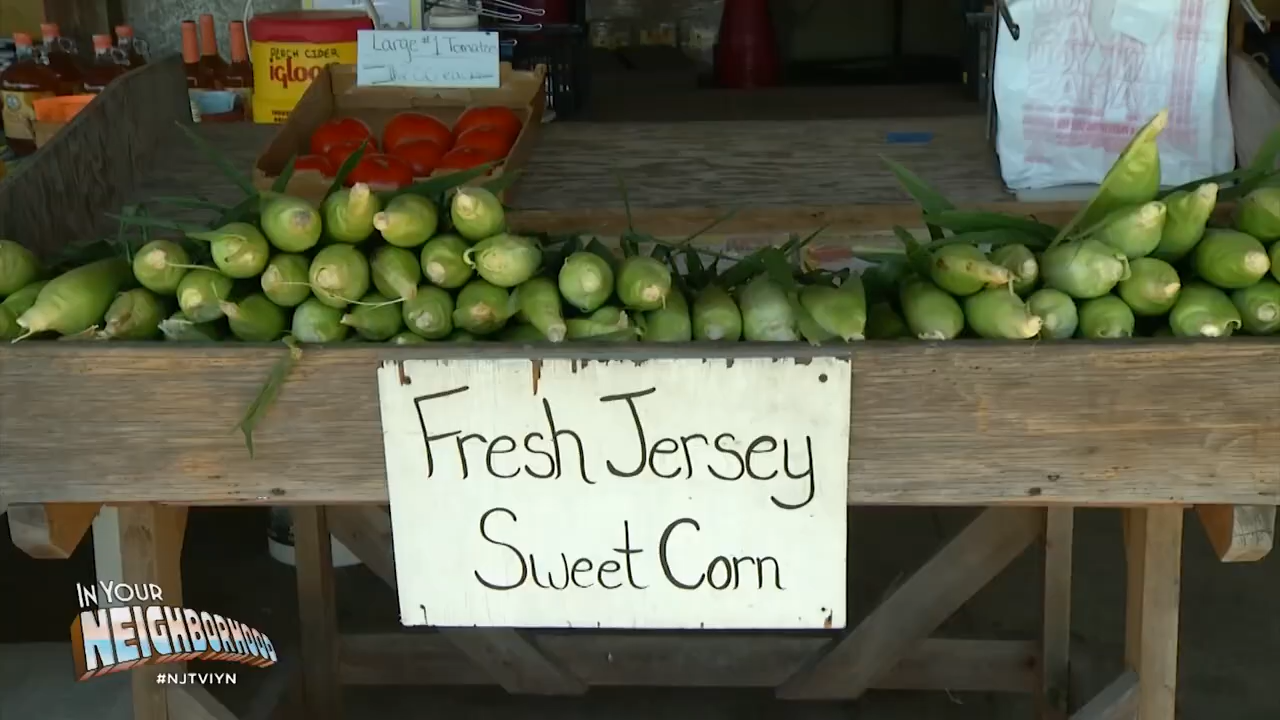 PEACH CIDER
igloo
Large #1 Tomatoes
Fresh Jersey
Sweet Corn
IN YOUR
NEIGHBORHOOD
#NJTVIYN